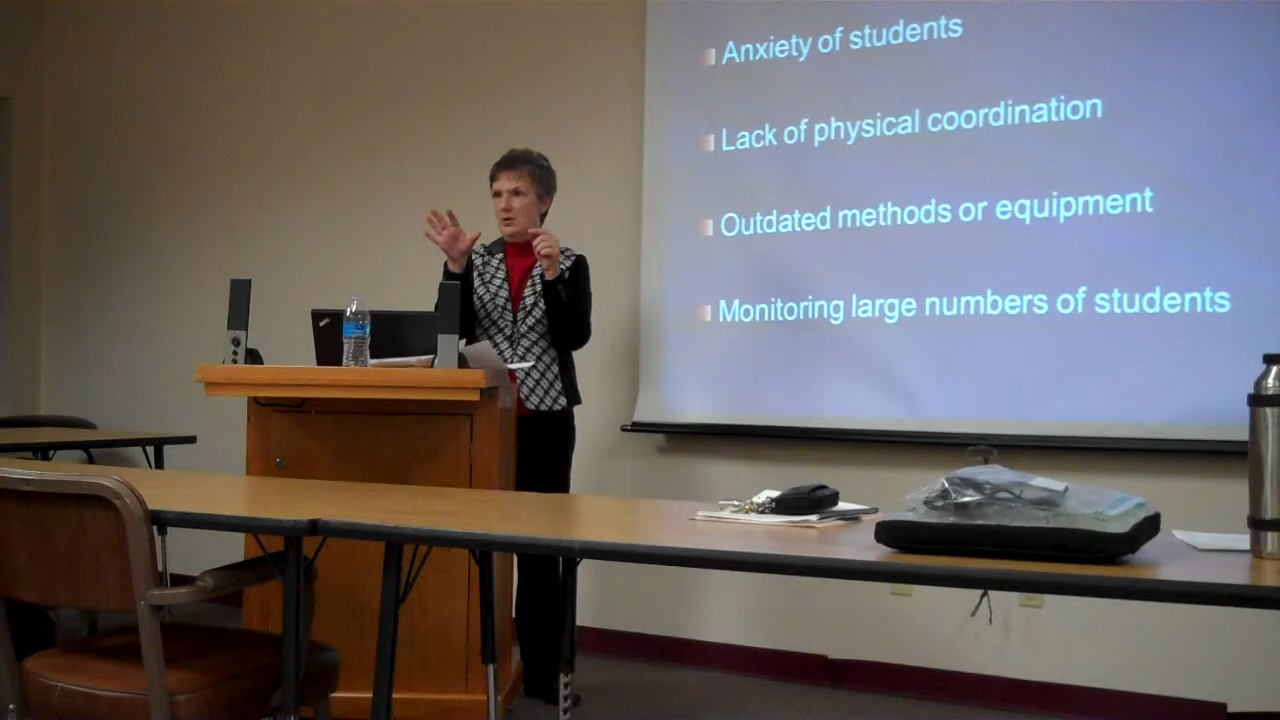 Anxiety of students
Lack of physical coordination
Outdated methods or equipment
Monitoring large numbers of students